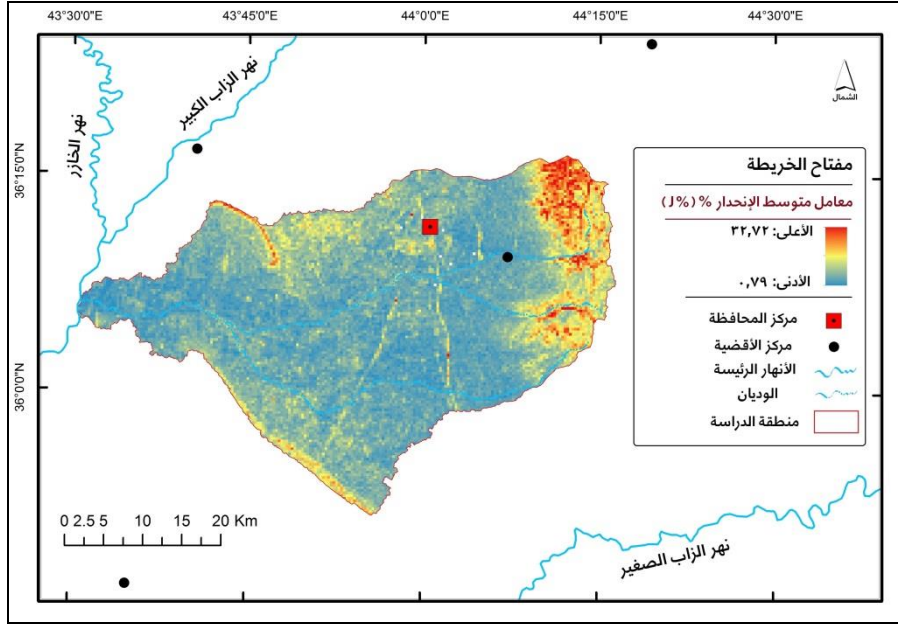 43°30'0"E 43°45'0"E 44°0'0"E 44°15'0"E 44°30'0"E
36°15'0"N
36°0'0"N
نهر الخازر
نهر الزاب الكبير
الشمال
مفتاح الخريطة
معامل متوسط الإنحدار % (% J)
الأعلى: ٣٢,٧٢
الأدنى: ٠,٧٩
مركز المحافظة
مركز الأقضية
الأنهار الرئيسة
الوديان
منطقة الدراسة
0 2.5 5 10 15 20 Km
نهر الزاب الصغير